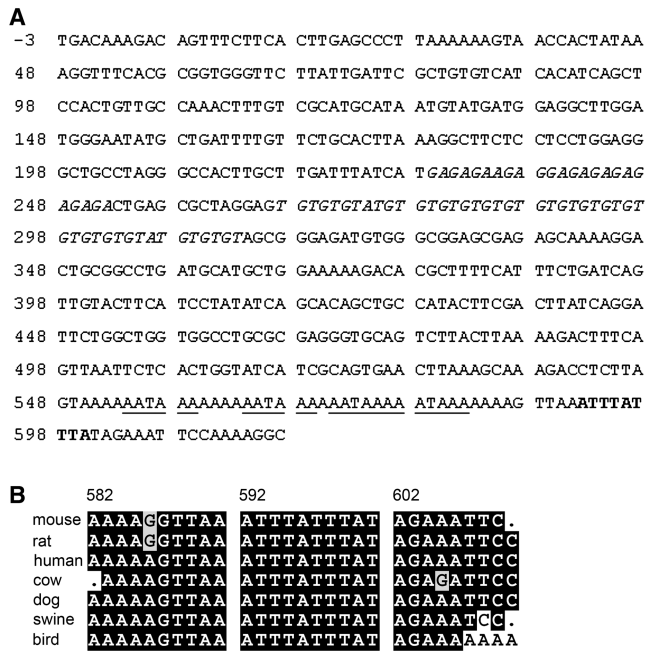 A
-3 TGACAAAGAC AGTTTCTTCA CTTGAGCCCT TAAAAAAGTA ACCACTATAA
48 AGGTTTCACG CGGTGGGTTC TTATTGATTC GCTGTGTCAT CACATCAGCT
98 CCACTGTTGC CAAACTTTGT CGCATGCATA ATGTATGATG GAGGCTTGGA
148 TGGGAATATG CTGATTTTGT TCTGCACTTA AAGGCTTCTC CTCCTGGAGG
198 GCTGCCTAGG GCCACTTGCT TGATTTATCAT TGAGAGAAGA GGAGAGAGAG
248 AGAGACTGAG CGCTAGGAGT GTGTGTATGT GTGTGTGTGT GTGTGTGTGT
298 GTGTGTGTAT GTGTGTAGCG GGAGATGTGG GCGGAGCGAG AGCAAAAGGA
348 CTGCGGCCTG ATGCATGCTG GAAAAAGACA CGCTTTTCAT TTCTGATCAG
398 TTGTACTTCA TCCTATATCA GCACAGCTGC CATACTTCGA CTTATCAGGA
448 TTCTGGCTGG TGGCCTGCGC GAGGGTGCAG TCTTACTTAA AAGACTTTCA
498 GTTAATTCTC ACTGGTATCA TCGCAGTGAA CTTAAAGCAA AGACCTCTTA
548 GTAAAAAATA AAAAAAAATA AAAATAAAAA ATAAAAAAAG TTAAATTTAT
598 TTATAGAAAT TCCAAAAGGC
B
582 592 602
mouse AAAAGGTTAA ATTTATTTAT AGAAATTC.
rat AAAAGGTTAA ATTTATTTAT AGAAATTCC
human AAAAAGTTAA ATTTATTTAT AGAAATTCC
cow .AAAAGTTAA ATTTATTTAT AGAGATTCC
dog AAAAAGTTAA ATTTATTTAT AGAAATTCC
swine AAAAAGTTAA ATTTATTTAT AGAAATCC.
bird AAAAAGTTAA ATTTATTTAT AGAAAAAAA